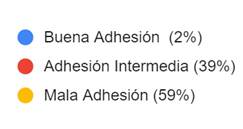 Buena Adhesión (2%)
Adhesión Intermedia (39%)
Mala Adhesión (59%)